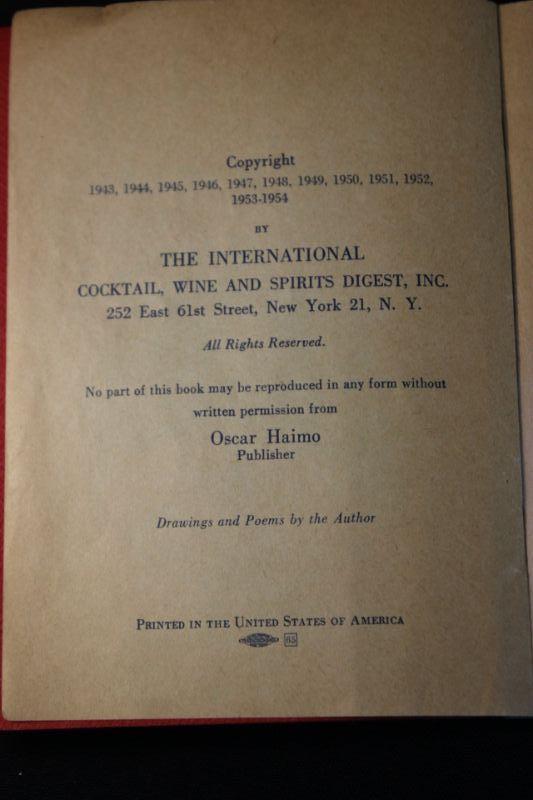 Copyright
1943, 1944, 1945, 1946, 1947, 1948, 1949, 1950, 1951, 1952,
1953-1954
BY
THE INTERNATIONAL
COCKTAIL, WINE AND SPIRITS DIGEST, INC.
252 East 61st Street, New York 21, N. Y.
All Rights Reserved.
No part of this book may be reproduced in any form without
written permission from
Oscar Haimo
Publisher
Drawings and Poems by the Author
PRINTED IN THE UNITED STATES OF AMERICA